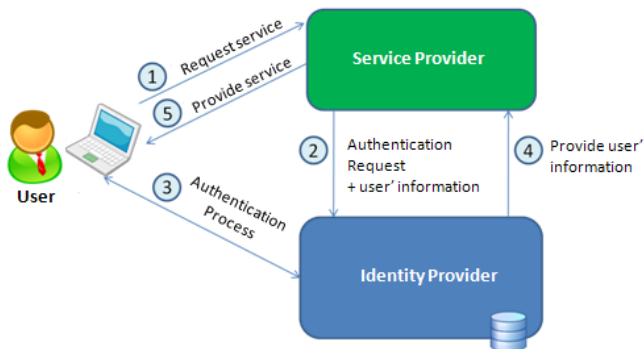 1
Request service
Service Provider
5
Provide service
2
Authentication
Request
+ user' information
4
Provide user'
information
User
3
Authentication
Process
Identity Provider